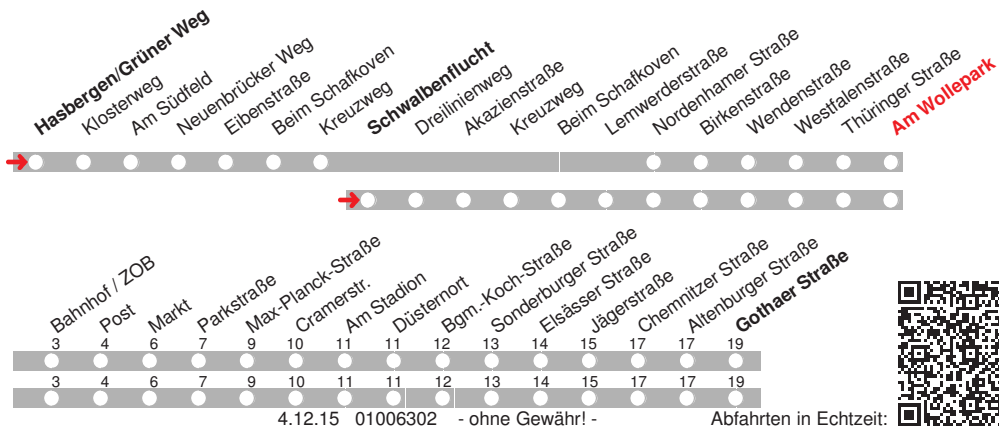 Hasbergen/Grüner Weg
Klosterweg
Am Südfeld
Neuenbrücker Weg
Eibenstraße
Beim Schafkoven
Kreuzweg
Schwalbenflucht
Dreilinienweg
Akazienstraße
Kreuzweg
Beim Schafkoven
Lemwerderstraße
Nordenhamer Straße
Birkenstraße
Wendenstraße
Westfalenstraße
Thüringer Straße
Am Wollepark
Bahnhof / ZOB
Post
Markt
Parkstraße
Max-Planck-Straße
Cramerstr.
Am Stadion
Düsternort
Bgm.-Koch-Straße
Sonderburger Straße
Elsässer Straße
Jägerstraße
Chemnitzer Straße
Altenburger Straße
Gothaer Straße
3 4 6 7 9 10 11 11 12 13 14 15 17 17 19
3 4 6 7 9 10 11 11 12 13 14 15 17 17 19
4.12.15 01006302 - ohne Gewähr! - Abfahrten in Echtzeit: